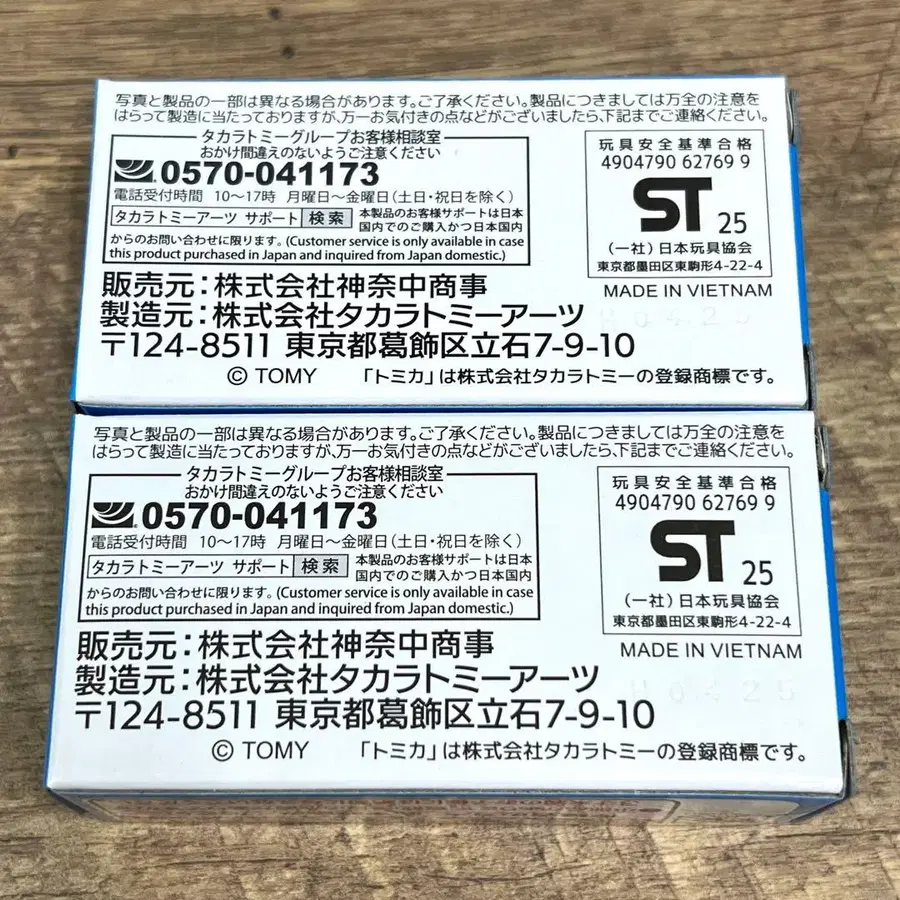 写真と製品の一部は異なる場合があります。ご了承ください。製品につきましては万全の注意を
はらって製造に当たっておりますが、万一お気付きの点などがございましたら、下記までご連絡ください。
タカラトミーグループお客様相談室
おかけ間違えのないようご注意ください
0570-041173
電話受付時間 10〜17時 月曜日〜金曜日(土日・祝日を除く)
タカラトミーアーツ サポート 検索 本製品のお客様サポートは日本
国内でのご購入かつ日本国内
からのお問い合わせに限ります。(Customer service is only available in case
this product purchased in Japan and inquired from Japan domestic.)
玩具安全基準合格
4904790 62769 9
ST 25
(一社)日本玩具協会
東京都墨田区東駒形4-22-4
MADE IN VIETNAM
販売元:株式会社神奈中商事
製造元:株式会社タカラトミーアーツ
〒124-8511 東京都葛飾区立石7-9-10
H0425
© TOMY 「トミカ」は株式会社タカラトミーの登録商標です。
写真と製品の一部は異なる場合があります。ご了承ください。製品につきましては万全の注意を
はらって製造に当たっておりますが、万一お気付きの点などがございましたら、下記までご連絡ください。
タカラトミーグループお客様相談室
おかけ間違えのないようご注意ください
0570-041173
電話受付時間 10〜17時 月曜日〜金曜日(土日・祝日を除く)
タカラトミーアーツ サポート 検索 本製品のお客様サポートは日本
国内でのご購入かつ日本国内
からのお問い合わせに限ります。(Customer service is only available in case
this product purchased in Japan and inquired from Japan domestic.)
玩具安全基準合格
4904790 62769 9
ST 25
(一社)日本玩具協会
東京都墨田区東駒形4-22-4
MADE IN VIETNAM
販売元:株式会社神奈中商事
製造元:株式会社タカラトミーアーツ
〒124-8511 東京都葛飾区立石7-9-10
H0425
© TOMY 「トミカ」は株式会社タカラトミーの登録商標です。